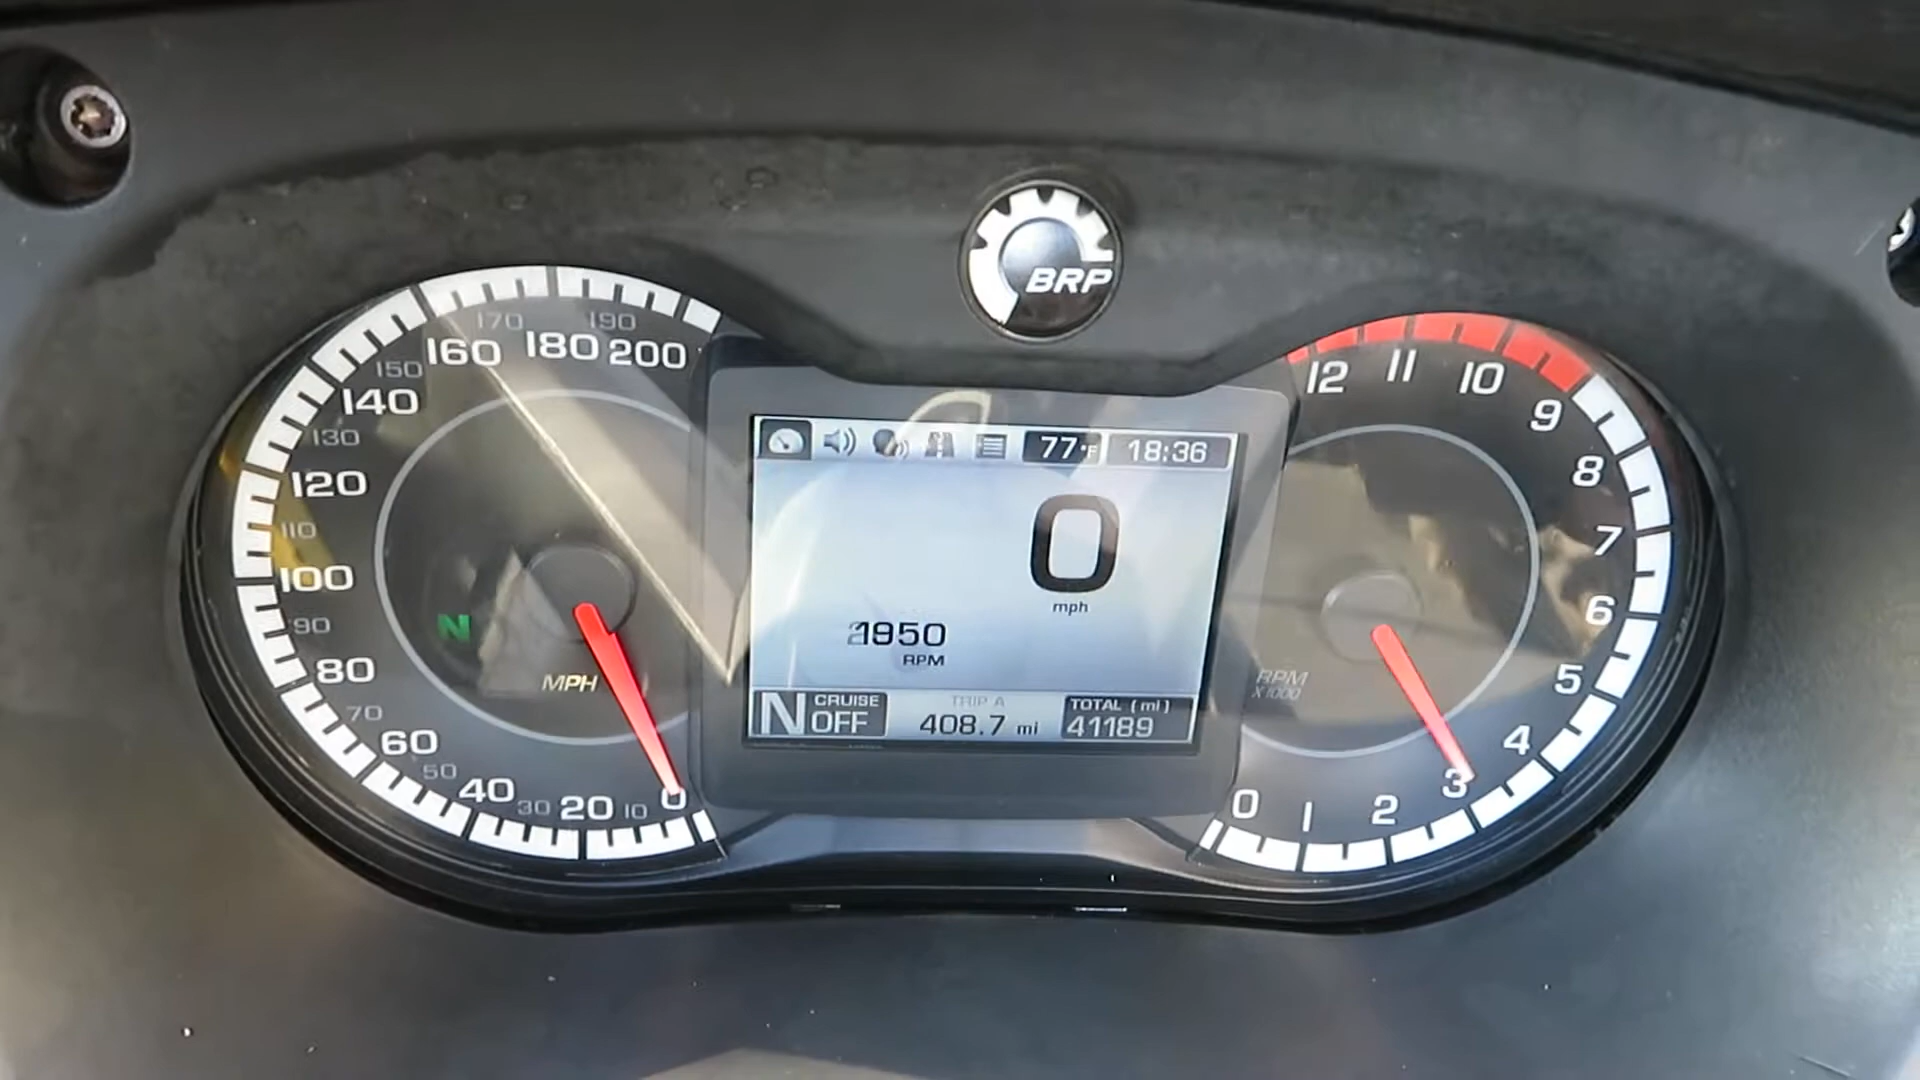 BRP
170 190
160 180 200
150
140
130
120
110
100
90
80
70
60
50
40
30 20 10 0
N
MPH
77°F 18:36
0
mph
1950
RPM
N CRUISE
OFF
TRIP A
408.7 mi
TOTAL (mi)
41189
12 11 10
9
8
7
6
5
4
3
2
1
0
RPM
X1000